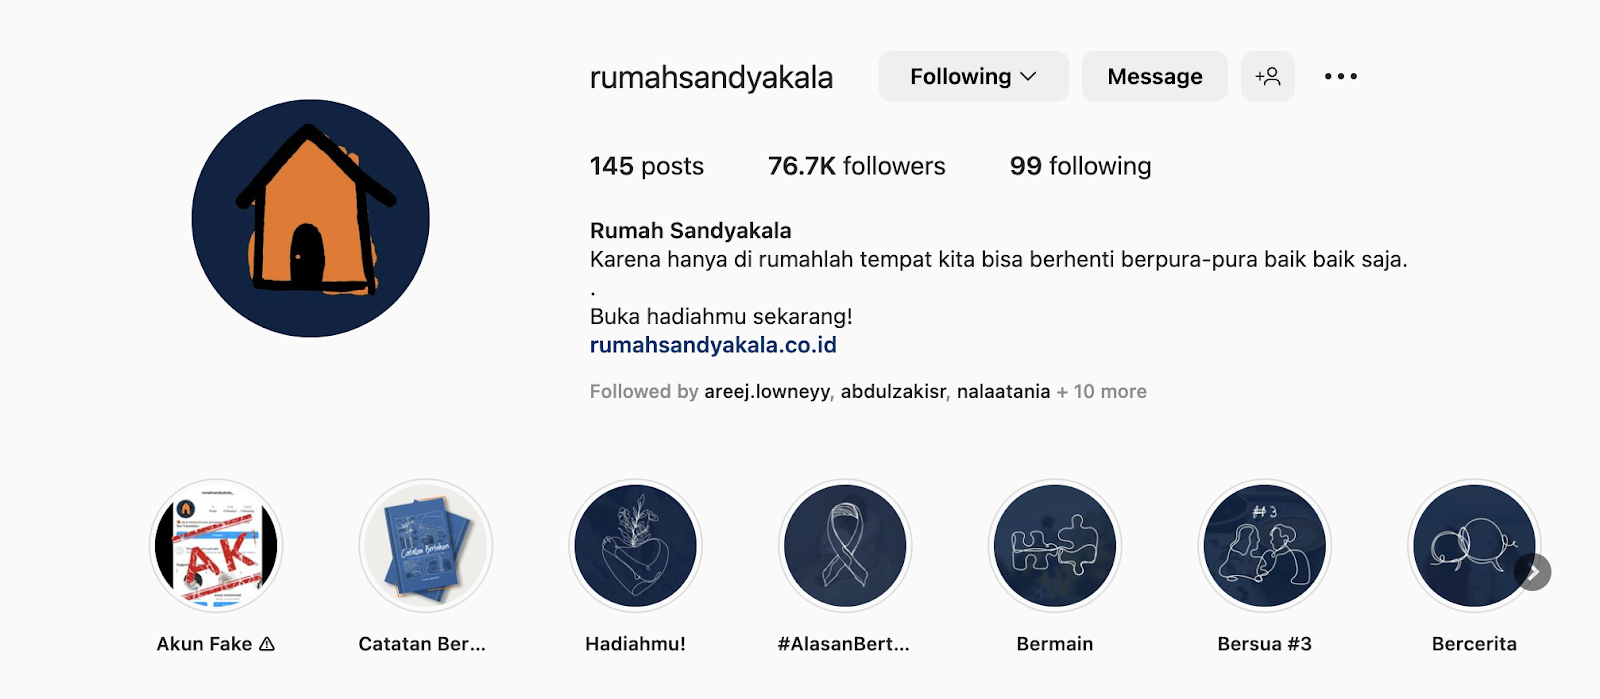 rumahsandyakala
Following
Message
145 posts
76.7K followers
99 following
Rumah Sandyakala
Karena hanya di rumahlah tempat kita bisa berhenti berpura-pura baik baik saja.
.
Buka hadiahmu sekarang!
rumahsandyakala.co.id
Followed by areej.lowneyy, abdulzakisr, nalaatania + 10 more
rumahsandyakala_
AK
Catatan Bertahan
#3
Akun Fake ⚠
Catatan Ber...
Hadiahmu!
#AlasanBert...
Bermain
Bersua #3
Bercerita